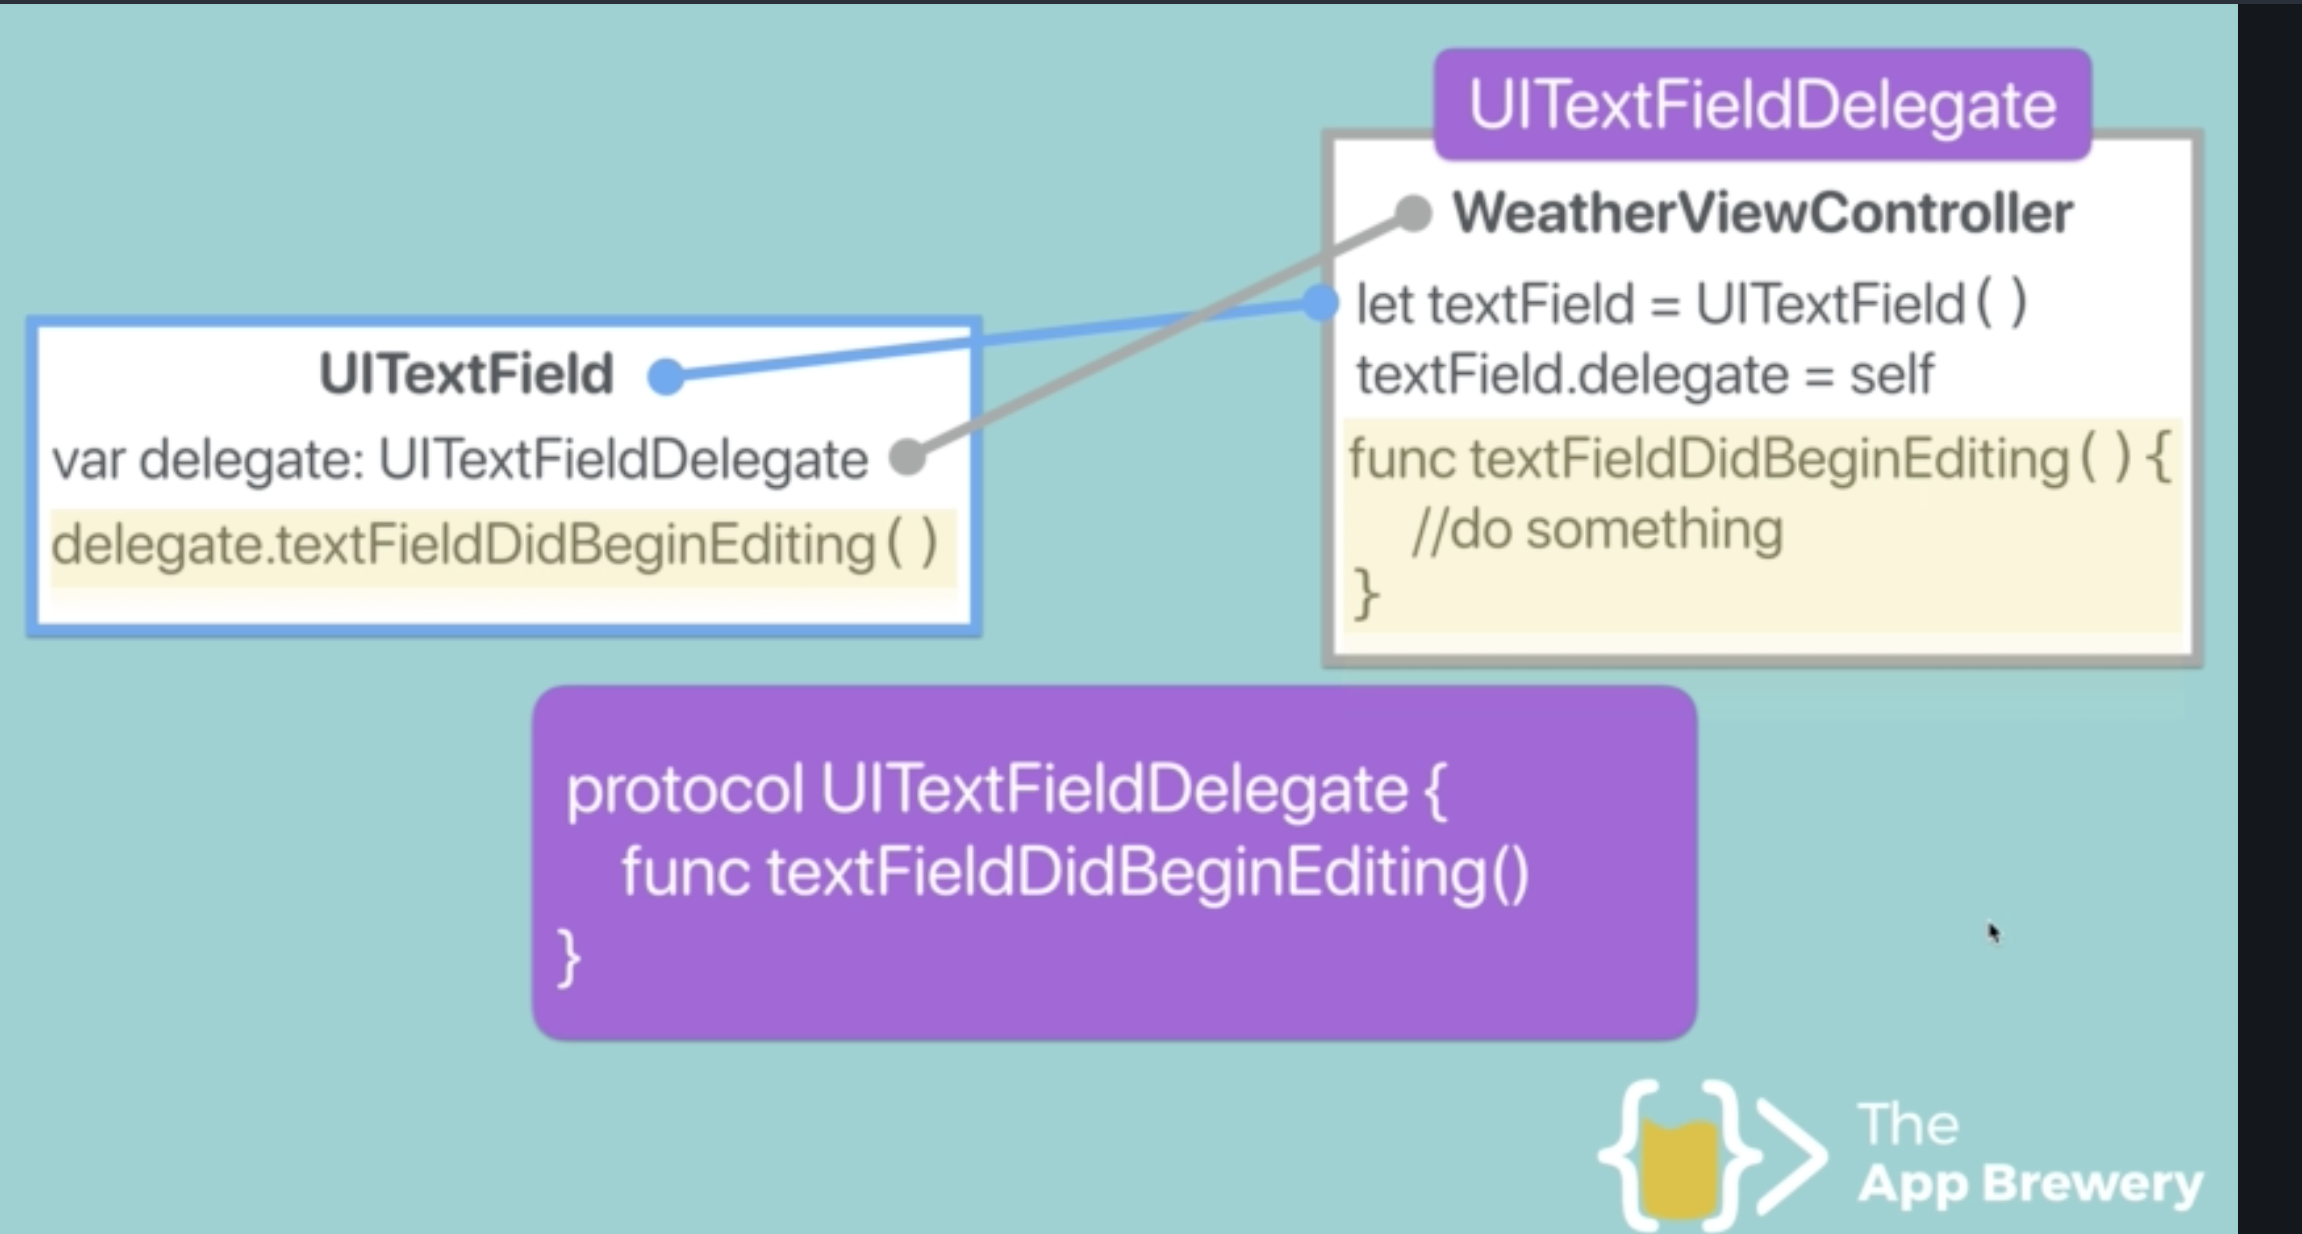 UITextFieldDelegate
WeatherViewController
let textField = UITextField( )
textField.delegate = self
func textFieldDidBeginEditing( ) {
//do something
}
UITextField
var delegate: UITextFieldDelegate
delegate.textFieldDidBeginEditing( )
protocol UITextFieldDelegate {
func textFieldDidBeginEditing()
}
The
App Brewery